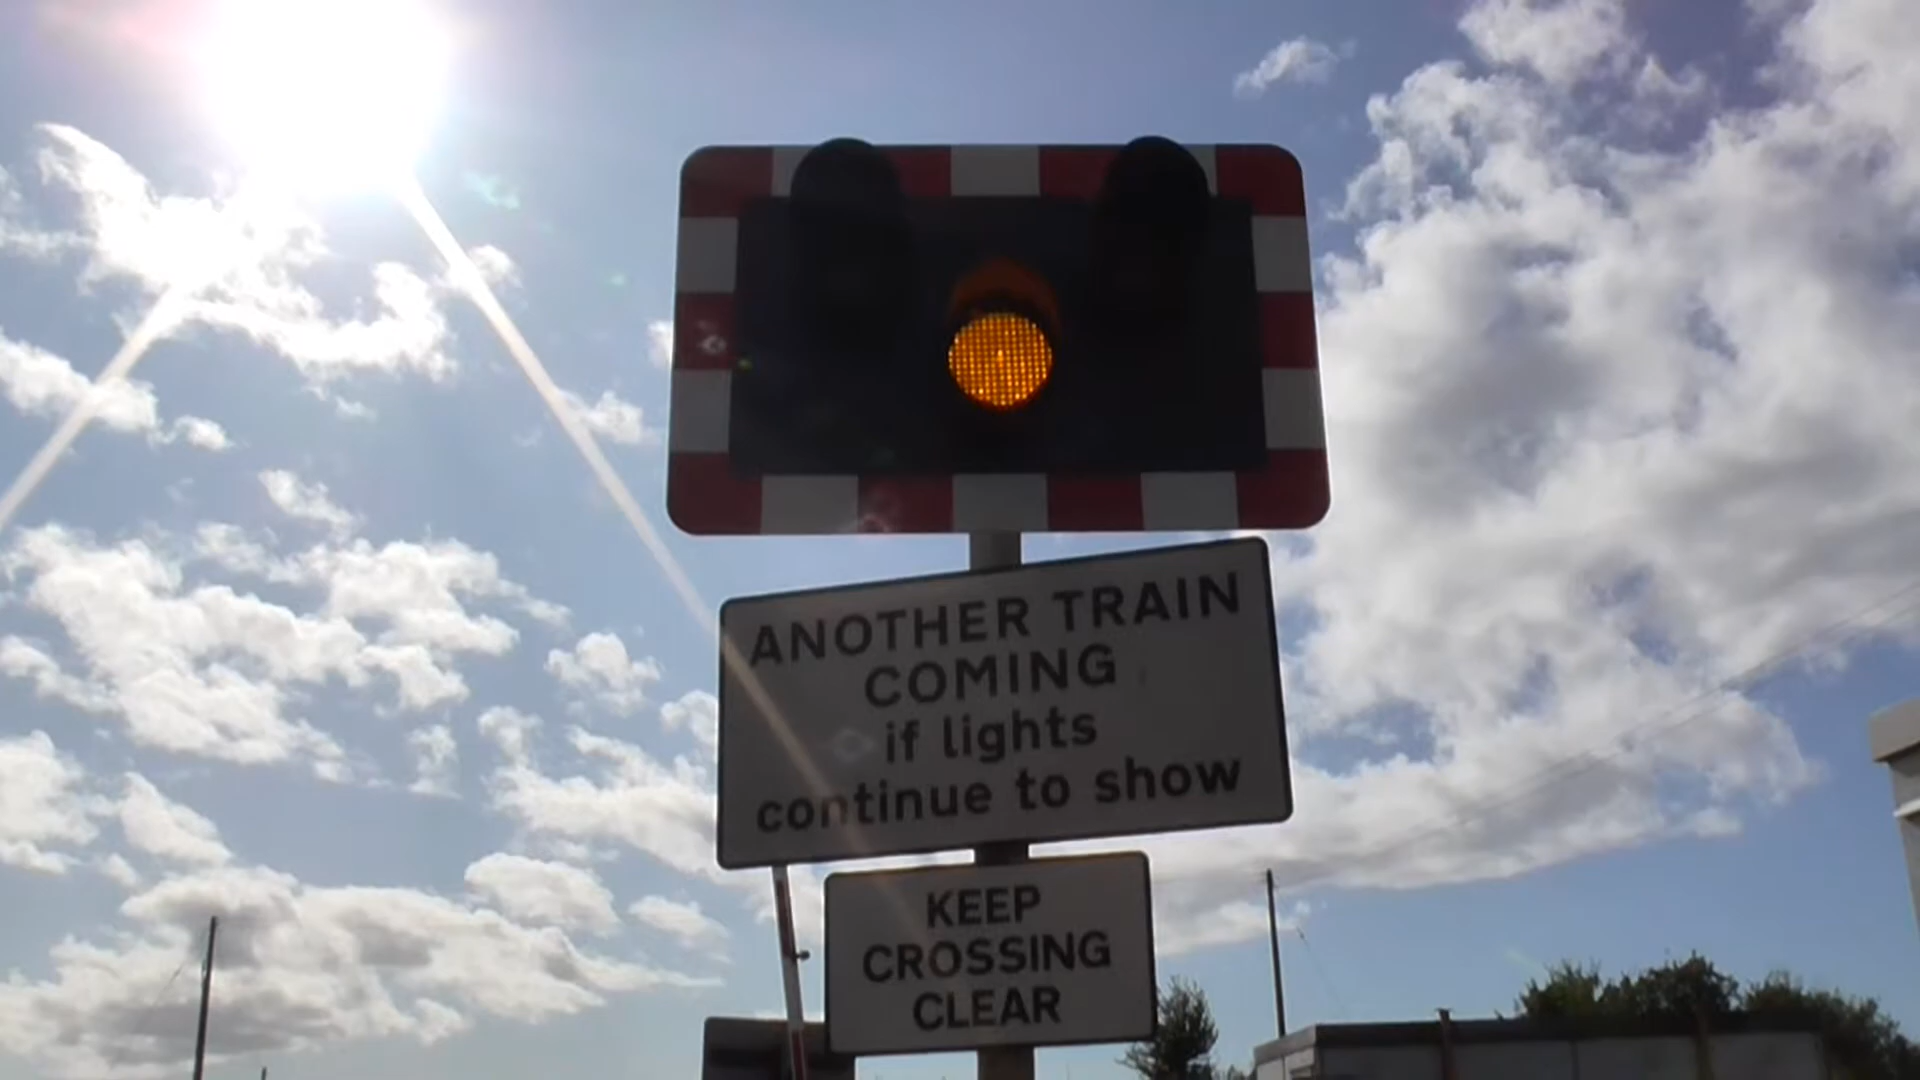 ANOTHER TRAIN
COMING
if lights
continue to show
KEEP
CROSSING
CLEAR